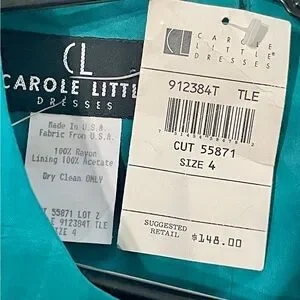 CL
CAROLE LITTL
DRESSES
Made In U.S.A.
Fabric From U.S.A.
100% Rayon
Lining 100% Acetate
Dry Clean ONLY
55871 LOT 2
E 912384T TLE
SIZE 4
CAROLE
LITTLE®
DRESSES
912384T TLE
CUT 55871
SIZE 4
SUGGESTED
RETAIL $148.00